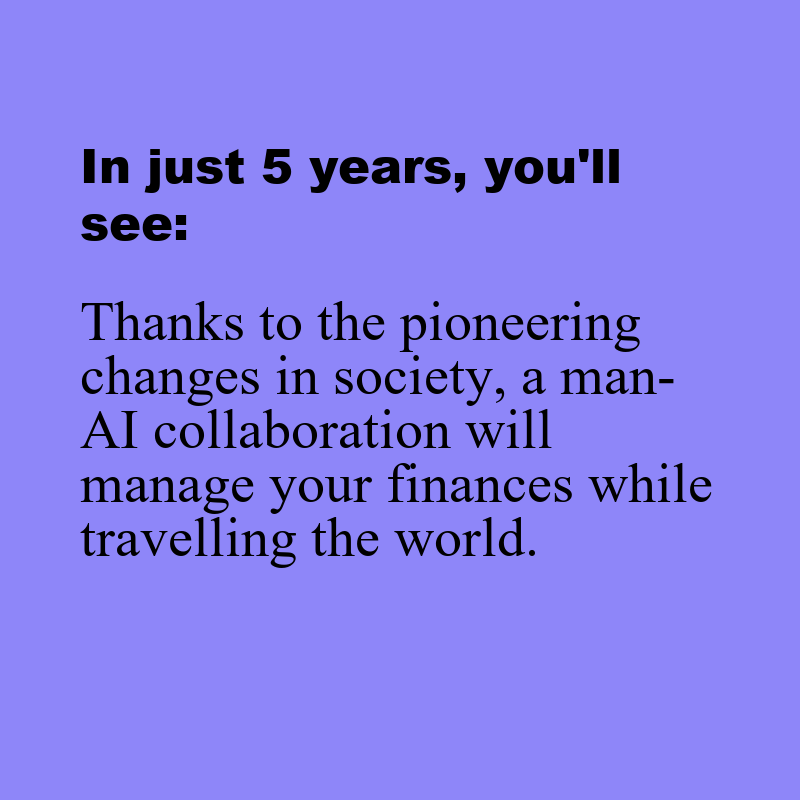 In just 5 years, you'll
see:
Thanks to the pioneering
changes in society, a man-
AI collaboration will
manage your finances while
travelling the world.